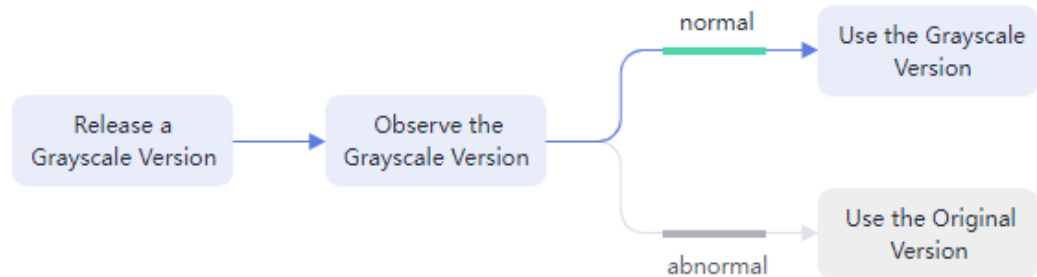 Release a
Grayscale Version
Observe the
Grayscale Version
normal
Use the Grayscale
Version
abnormal
Use the Original
Version